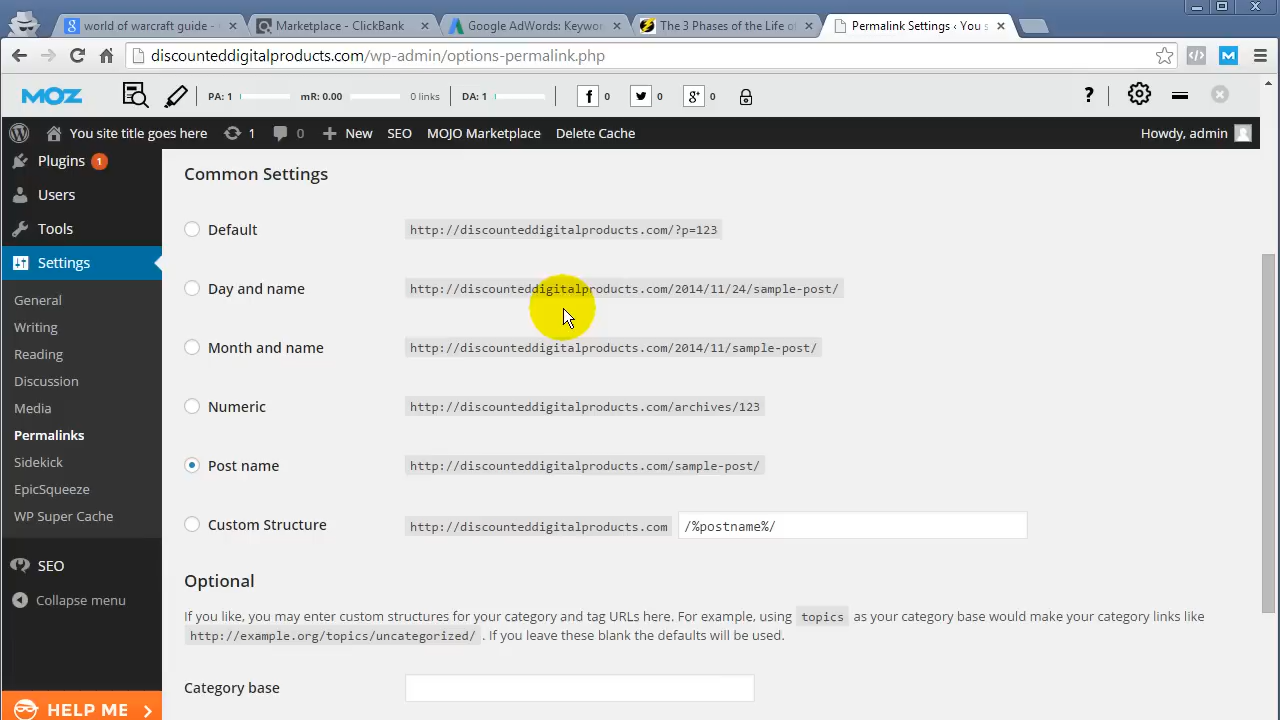 world of warcraft guide -
Marketplace - ClickBank
Google AdWords: Keywor
The 3 Phases of the Life o
Permalink Settings ‹ You s
discounteddigitalproducts.com/wp-admin/options-permalink.php
MOZ PA: 1 mR: 0.00 0 links DA: 1 f 0 0 g+ 0 ?
You site title goes here 1 0 + New SEO MOJO Marketplace Delete Cache Howdy, admin
Plugins 1
Users
Tools
Settings
General
Writing
Reading
Discussion
Media
Permalinks
Sidekick
EpicSqueeze
WP Super Cache
SEO
Collapse menu
HELP ME
Common Settings
Default http://discounteddigitalproducts.com/?p=123
Day and name http://discounteddigitalproducts.com/2014/11/24/sample-post/
Month and name http://discounteddigitalproducts.com/2014/11/sample-post/
Numeric http://discounteddigitalproducts.com/archives/123
Post name http://discounteddigitalproducts.com/sample-post/
Custom Structure http://discounteddigitalproducts.com /%postname%/
Optional
If you like, you may enter custom structures for your category and tag URLs here. For example, using topics as your category base would make your category links like
http://example.org/topics/uncategorized/ . If you leave these blank the defaults will be used.
Category base